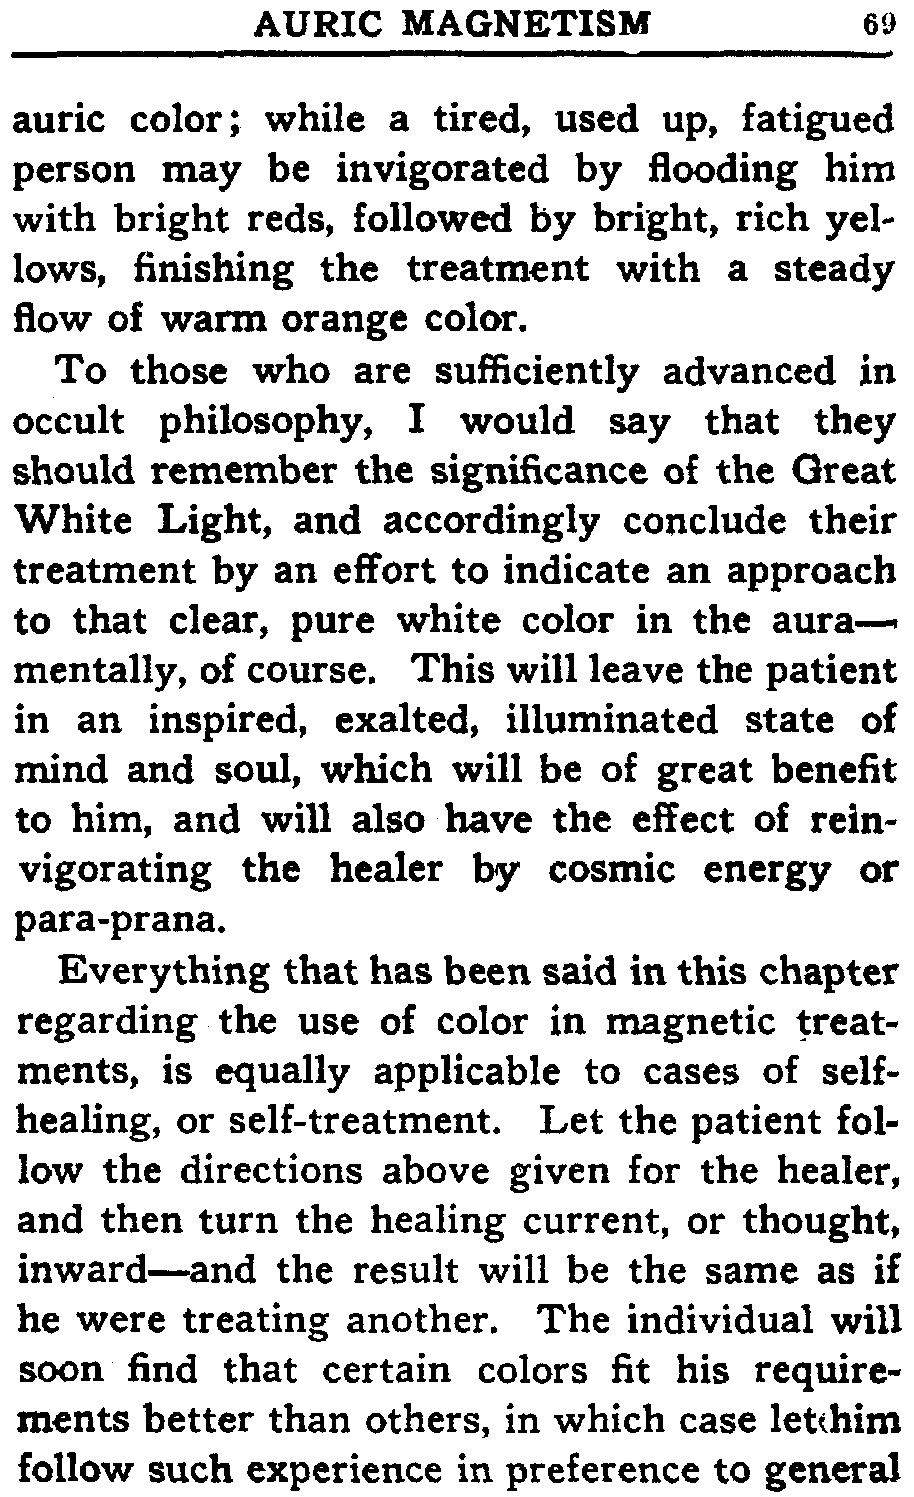 AURIC MAGNETISM 69
auric color; while a tired, used up, fatigued
person may be invigorated by flooding him
with bright reds, followed by bright, rich yel-
lows, finishing the treatment with a steady
flow of warm orange color.
To those who are sufficiently advanced in
occult philosophy, I would say that they
should remember the significance of the Great
White Light, and accordingly conclude their
treatment by an effort to indicate an approach
to that clear, pure white color in the aura—
mentally, of course. This will leave the patient
in an inspired, exalted, illuminated state of
mind and soul, which will be of great benefit
to him, and will also have the effect of rein-
vigorating the healer by cosmic energy or
para-prana.
Everything that has been said in this chapter
regarding the use of color in magnetic treat-
ments, is equally applicable to cases of self-
healing, or self-treatment. Let the patient fol-
low the directions above given for the healer,
and then turn the healing current, or thought,
inward—and the result will be the same as if
he were treating another. The individual will
soon find that certain colors fit his require-
ments better than others, in which case let him
follow such experience in preference to general